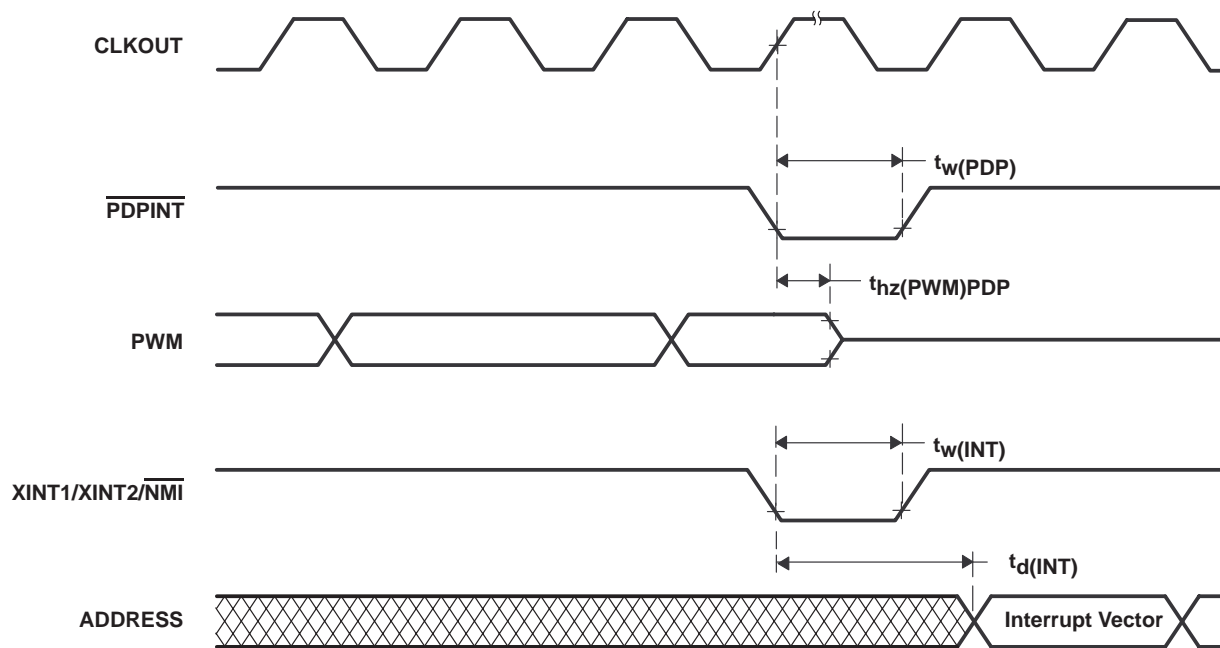 CLKOUT
tw(PDP)
PDPINT
thz(PWM)PDP
PWM
tw(INT)
XINT1/XINT2/NMI
td(INT)
ADDRESS
Interrupt Vector